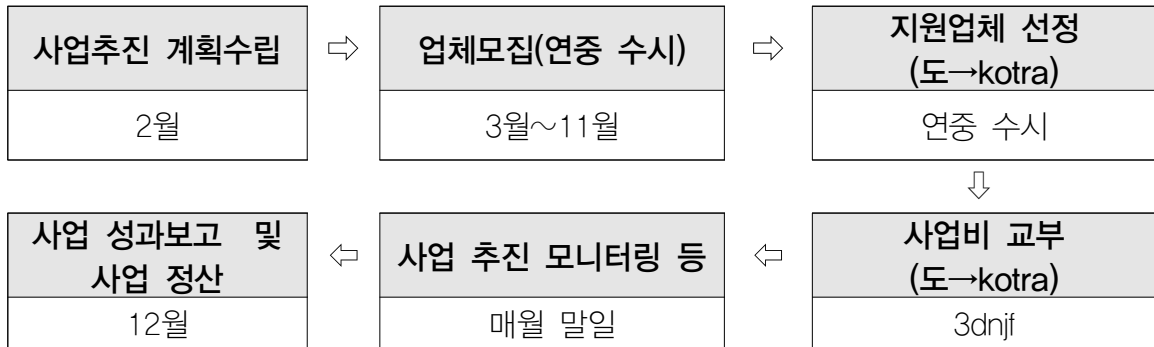 사업추진 계획수립
⇨
업체모집(연중 수시)
⇨
지원업체 선정
(도→kotra)
2월
3월～11월
연중 수시
⇩
사업 성과보고 및
사업 정산
⇦
사업 추진 모니터링 등
⇦
사업비 교부
(도→kotra)
12월
매월 말일
3dnjf